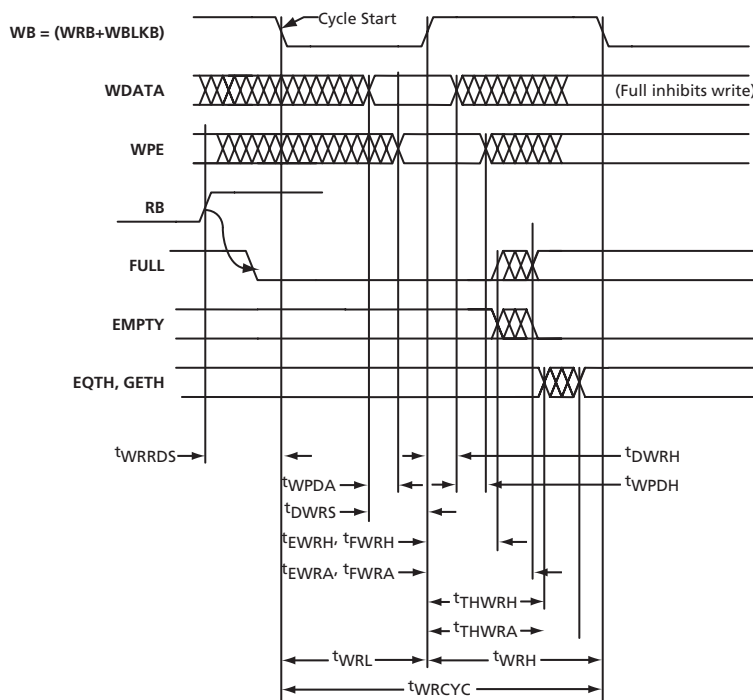 Cycle Start
WB = (WRB+WBLKB)
WDATA
(Full inhibits write)
WPE
RB
FULL
EMPTY
EQTH, GETH
tWRRDS
tDWRH
tWPDA
tWPDH
tDWRS
tEWRH, tFWRH
tEWRA, tFWRA
tTHWRH
tTHWRA
tWRL
tWRH
tWRCYC